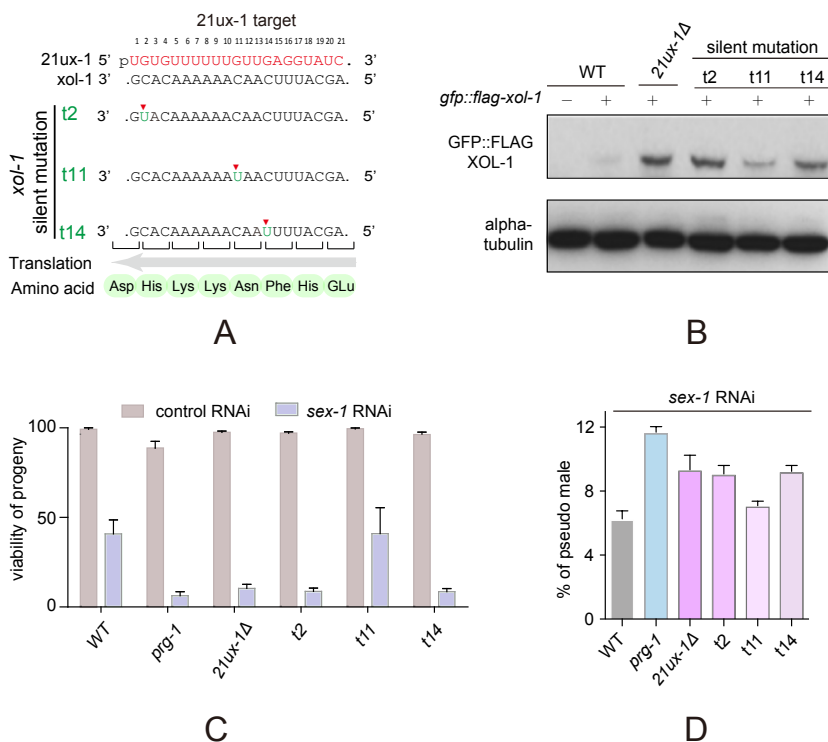 21ux-1 target
1 2 3 4 5 6 7 8 9 10 11 12 13 14 15 16 17 18 19 20 21
21ux-1 5’ pUGUGUUUUUUGUUGAGGUAUC. 3’
xol-1 3’ .GCACAAAAAACAACUUUACGA. 5’
t2 3’ .GUACAAAAAACAACUUUACGA. 5’
t11 3’ .GCACAAAAAAUAACUUUACGA. 5’
t14 3’ .GCACAAAAAACAAUUUUACGA. 5’
xol-1
silent mutation
Translation
Amino acid Asp His Lys Lys Asn Phe His GLu
A
WT 21ux-1Δ silent mutation
t2 t11 t14
gfp::flag-xol-1 − + + + + +
GFP::FLAG
XOL-1
alpha-
tubulin
B
control RNAi sex-1 RNAi
viability of progeny
100
50
0
WT prg-1 21ux-1Δ t2 t11 t14
C
sex-1 RNAi
% of pseudo male
12
8
4
0
WT prg-1 21ux-1Δ t2 t11 t14
D